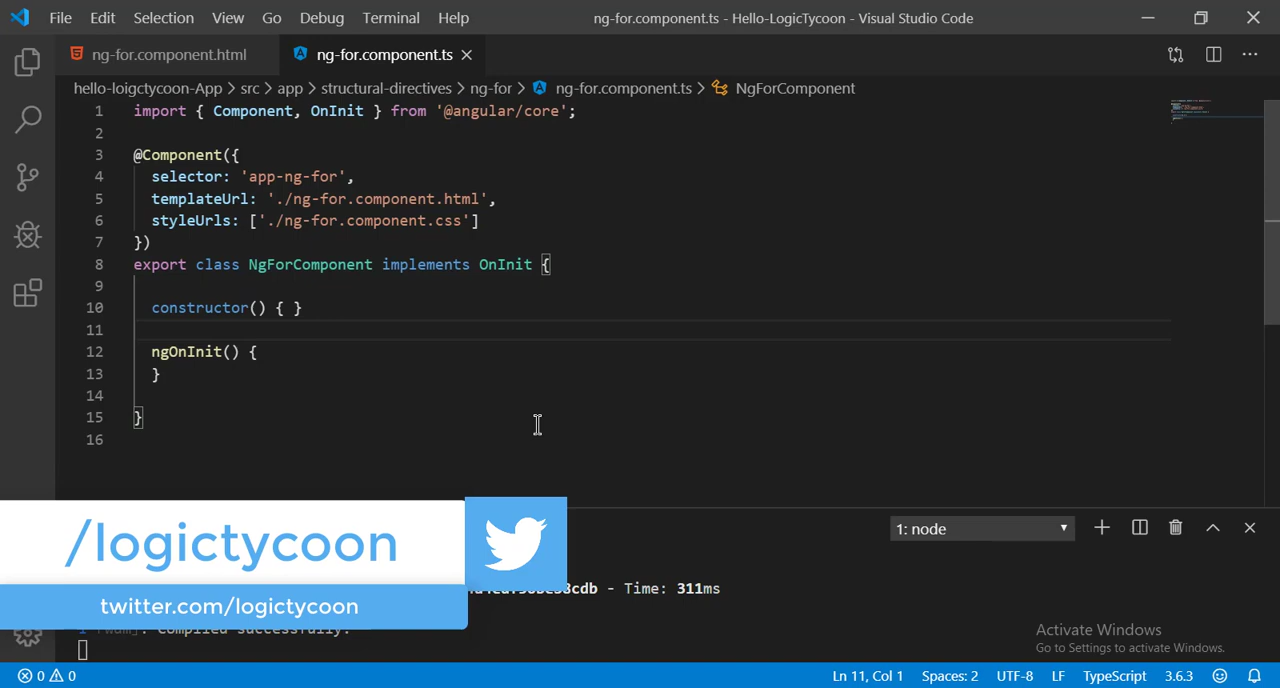 File Edit Selection View Go Debug Terminal Help
ng-for.component.ts - Hello-LogicTycoon - Visual Studio Code
ng-for.component.html
ng-for.component.ts
hello-loigctycoon-App > src > app > structural-directives > ng-for > ng-for.component.ts > NgForComponent
1 import { Component, OnInit } from '@angular/core';
2
3 @Component({
4 selector: 'app-ng-for',
5 templateUrl: './ng-for.component.html',
6 styleUrls: ['./ng-for.component.css']
7 })
8 export class NgForComponent implements OnInit {
9
10 constructor() { }
11
12 ngOnInit() {
13 }
14
15 }
16
1: node
/logictycoon
- Time: 311ms
twitter.com/logictycoon
Compiled successfully.
Activate Windows
Go to Settings to activate Windows.
0 0
Ln 11, Col 1 Spaces: 2 UTF-8 LF TypeScript 3.6.3